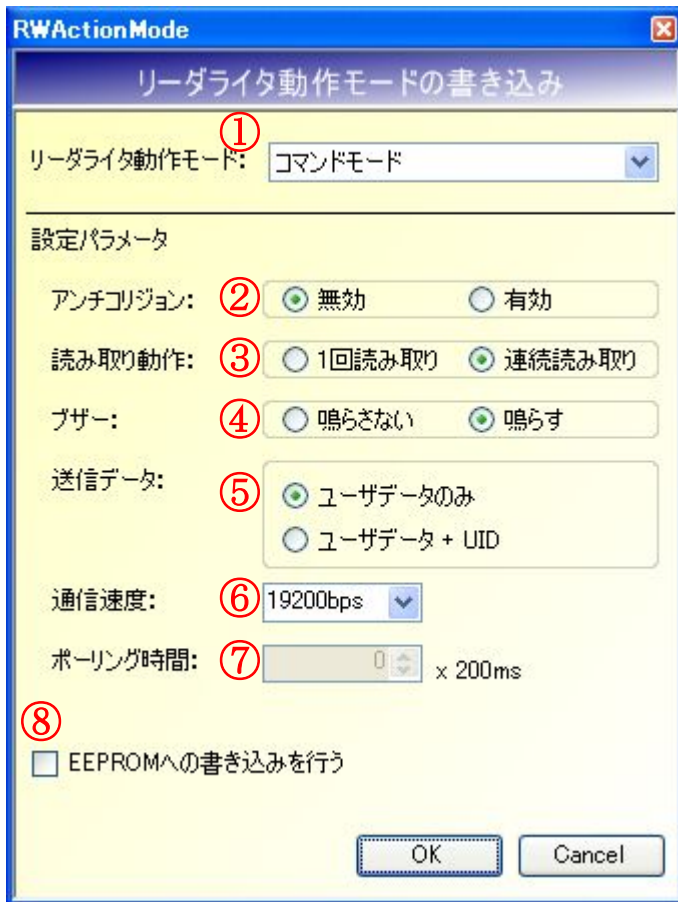 RWActionMode
リーダライタ動作モードの書き込み
①
リーダライタ動作モード: コマンドモード
設定パラメータ
アンチコリジョン: ② 無効 有効
読み取り動作: ③ 1回読み取り 連続読み取り
ブザー: ④ 鳴らさない 鳴らす
送信データ: ⑤ ユーザデータのみ
ユーザデータ + UID
通信速度: ⑥ 19200bps
ポーリング時間: ⑦ 0 x 200ms
⑧
EEPROMへの書き込みを行う
OK Cancel